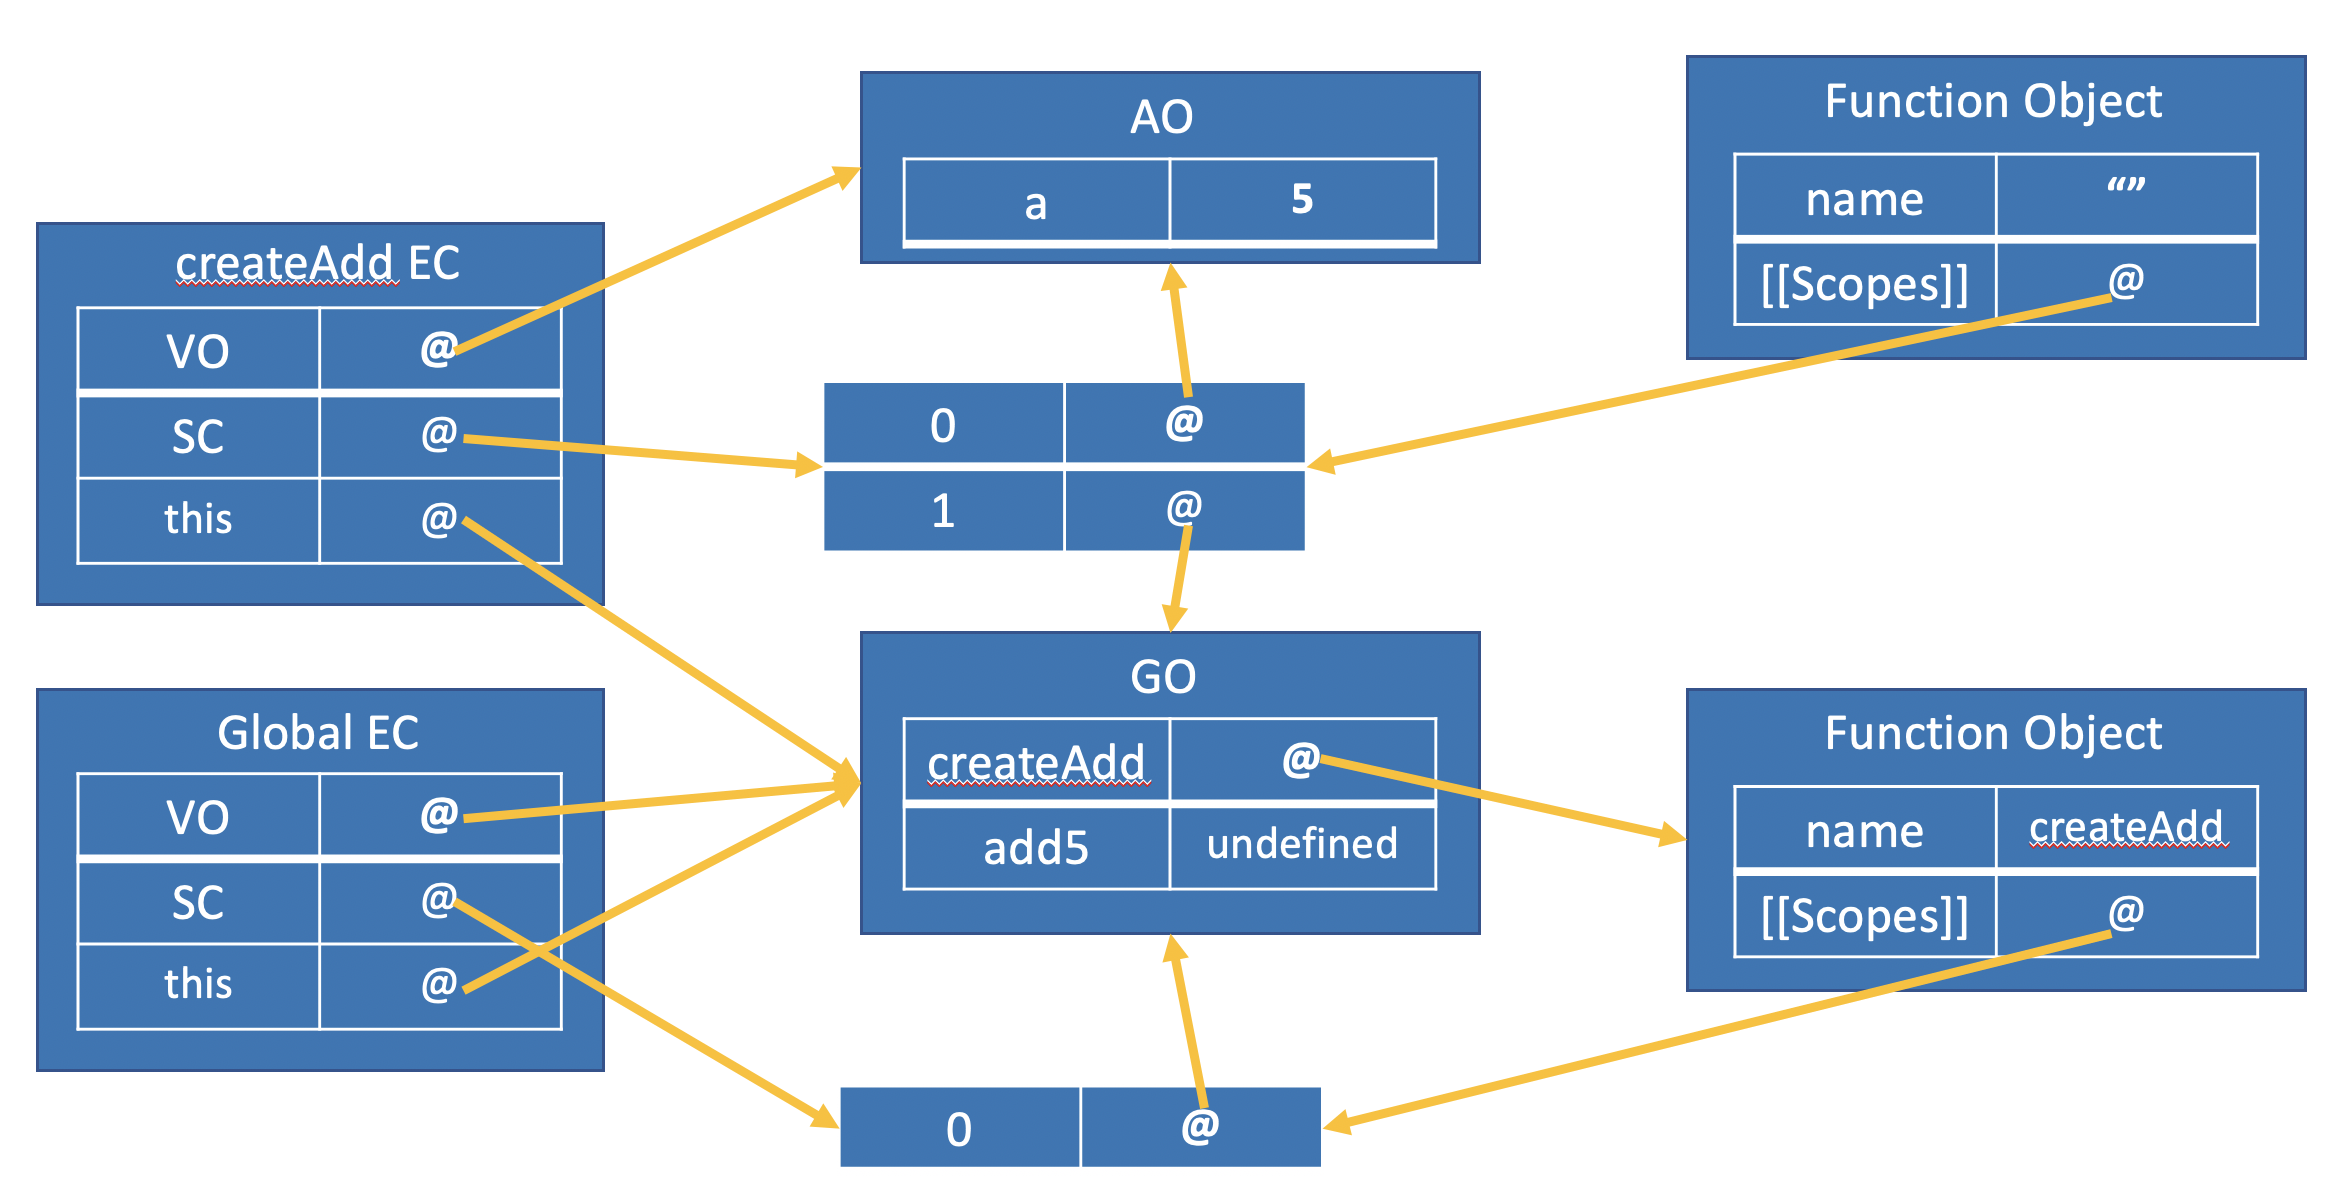 createAdd EC
VO @
SC @
this @
Global EC
VO @
SC @
this @
AO
a 5
0 @
1 @
GO
createAdd @
add5 undefined
0 @
Function Object
name “”
[[Scopes]] @
Function Object
name createAdd
[[Scopes]] @